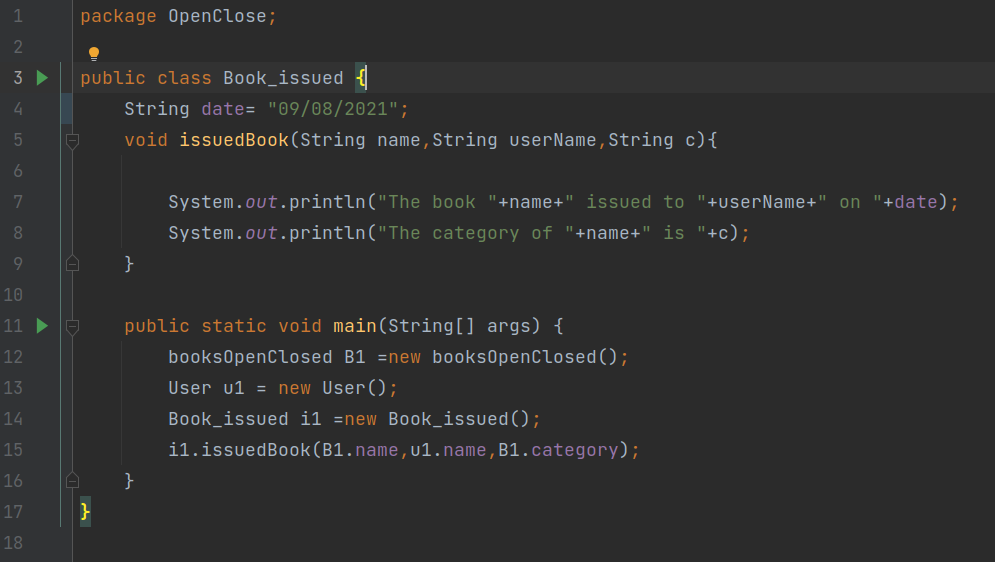 1 package OpenClose;
2
3 public class Book_issued {
4     String date= "09/08/2021";
5     void issuedBook(String name,String userName,String c){
6
7         System.out.println("The book "+name+" issued to "+userName+" on "+date);
8         System.out.println("The category of "+name+" is "+c);
9     }
10
11     public static void main(String[] args) {
12         booksOpenClosed B1 =new booksOpenClosed();
13         User u1 = new User();
14         Book_issued i1 =new Book_issued();
15         i1.issuedBook(B1.name,u1.name,B1.category);
16     }
17 }
18